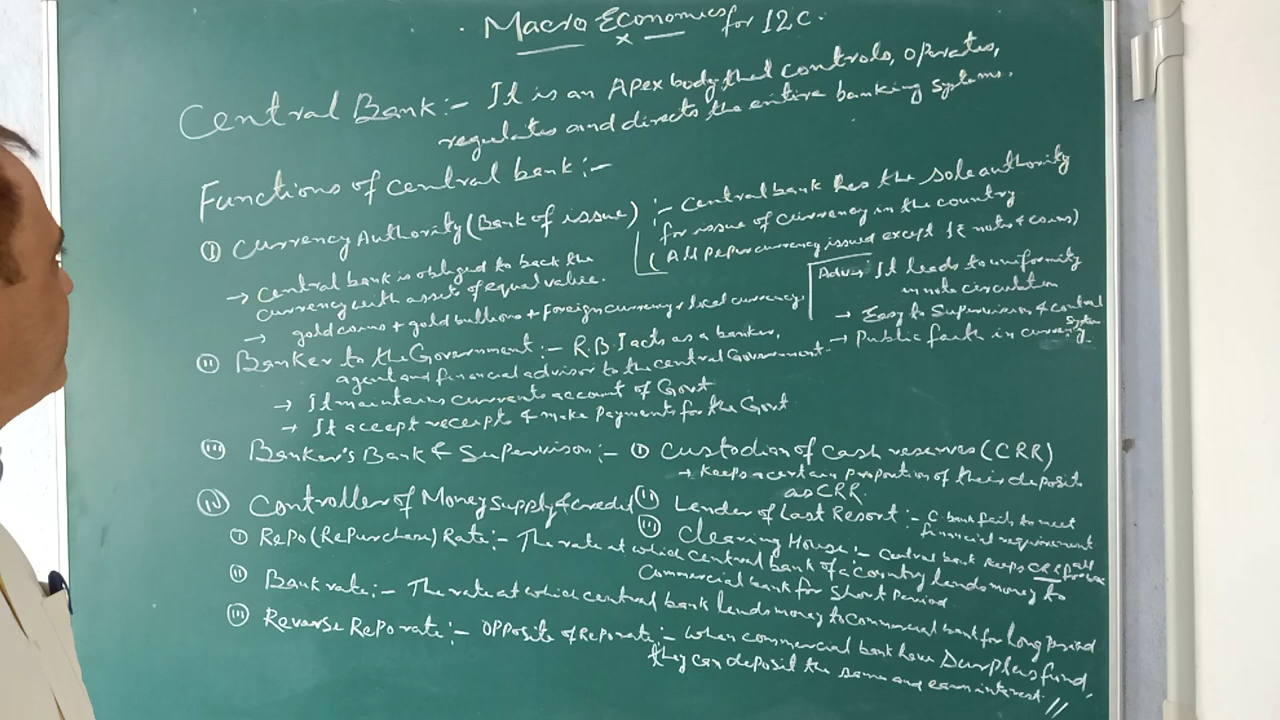 Macro Economics for 12 C.
Central Bank:- It is an Apex body that controls, operates,
regulates and directs the entire banking systems.
Functions of central bank:-
(i) Currency Authority (Bank of issue) :- Central bank has the sole authority
for issue of currency in the country
(All paper currency issued except 1₹ notes & coins)
→ Central bank is obliged to back the
currency with assets of equal value.
→ gold coins + gold bullions + foreign currency + local currency
Advan: It leads to uniformity
in note circulation
→ Easy to Supervision & control
System
→ Public faith in currency.
(ii) Banker to the Government:- R.B.I acts as a banker,
agent and financial advisor to the central Government.
→ It maintains currents account of Govt
→ It accept receipts & make Payments for the Govt
(iii) Banker's Bank & Supervison:- (i) Custodian of cash reserves (CRR)
→ Keeps certain proportion of their deposits
as CRR.
(ii) Lender of Last Resort:- C. bank fails to meet
financial requirement
(iii) Clearing House:- Central bank keeps CRR
(iv) Controller of Money supply & credit
(i) Repo (RePurchase) Rate:- The rate at which central bank of a country lends money to
Commercial bank for Short Period.
(ii) Bank rate:- The rate at which central bank lends money to commercial bank for long Period
(iii) Reverse Repo rate:- Opposite of Repo rate:- When commercial bank have Surplus fund,
they can deposit the same and earn interest. //